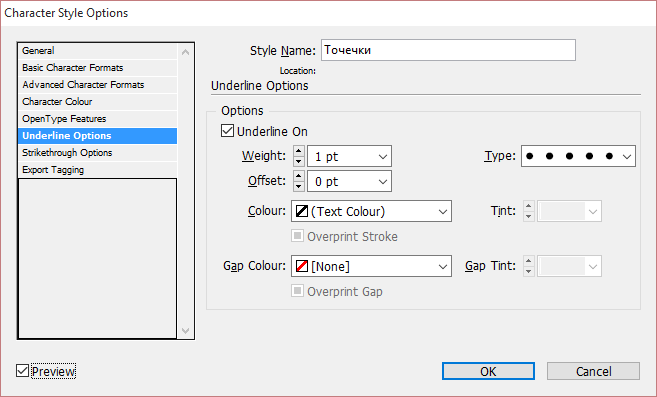 Character Style Options
General
Basic Character Formats
Advanced Character Formats
Character Colour
OpenType Features
Underline Options
Strikethrough Options
Export Tagging
Style Name: Точечки
Location:
Underline Options
Options
Underline On
Weight: 1 pt Type:
Offset: 0 pt
Colour: (Text Colour) Tint:
Overprint Stroke
Gap Colour: [None] Gap Tint:
Overprint Gap
Preview OK Cancel